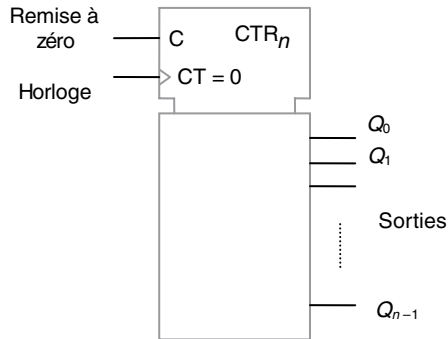 Remise à
zéro
C
CTRn
CT = 0
Horloge
Q0
Q1
Sorties
Qn–1